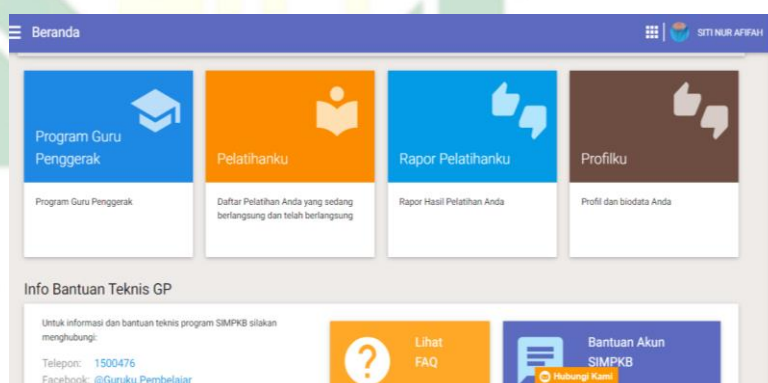 Beranda
SITI NUR AFIFAH
Program Guru
Penggerak
Pelatihanku
Rapor Pelatihanku
Profilku
Program Guru Penggerak
Daftar Pelatihan Anda yang sedang
berlangsung dan telah berlangsung
Rapor Hasil Pelatihan Anda
Profil dan biodata Anda
Info Bantuan Teknis GP
Untuk informasi dan bantuan teknis program SIMPKB silakan
menghubungi:
Telepon: 1500476
Facebook: @Guruku Pembelajar
Lihat
FAQ
Bantuan Akun
SIMPKB
Hubungi Kami